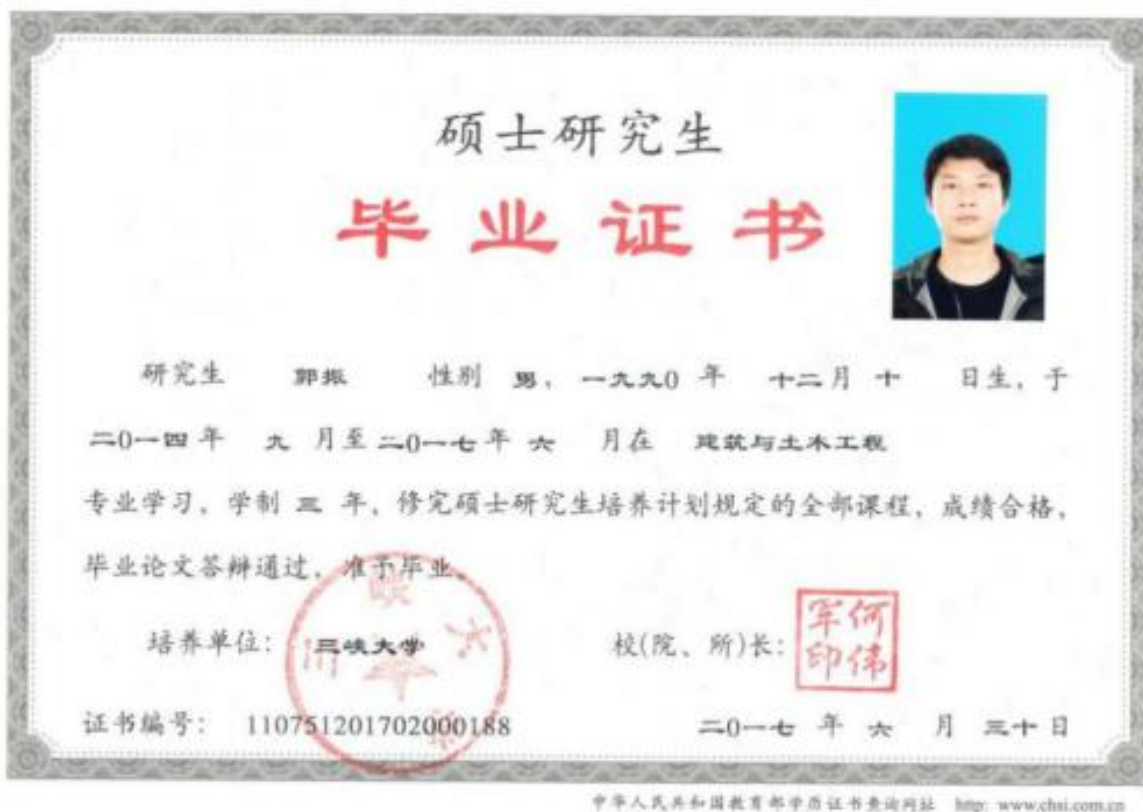 硕士研究生
毕业证书
研究生 郭振 性别 男，一九九0 年 十二月 十 日生，于
二0一四年 九 月至二0一七年 六 月在 建筑与土木工程
专业学习，学制 三 年，修完硕士研究生培养计划规定的全部课程，成绩合格，
毕业论文答辩通过，准予毕业。
培养单位： 三峡大学
三峡大学
校(院、所)长：
何伟军印
证书编号： 110751201702000188
二0一七 年 六 月 三十日
中华人民共和国教育部学历证书查询网站 http: www.chsi.com.cn